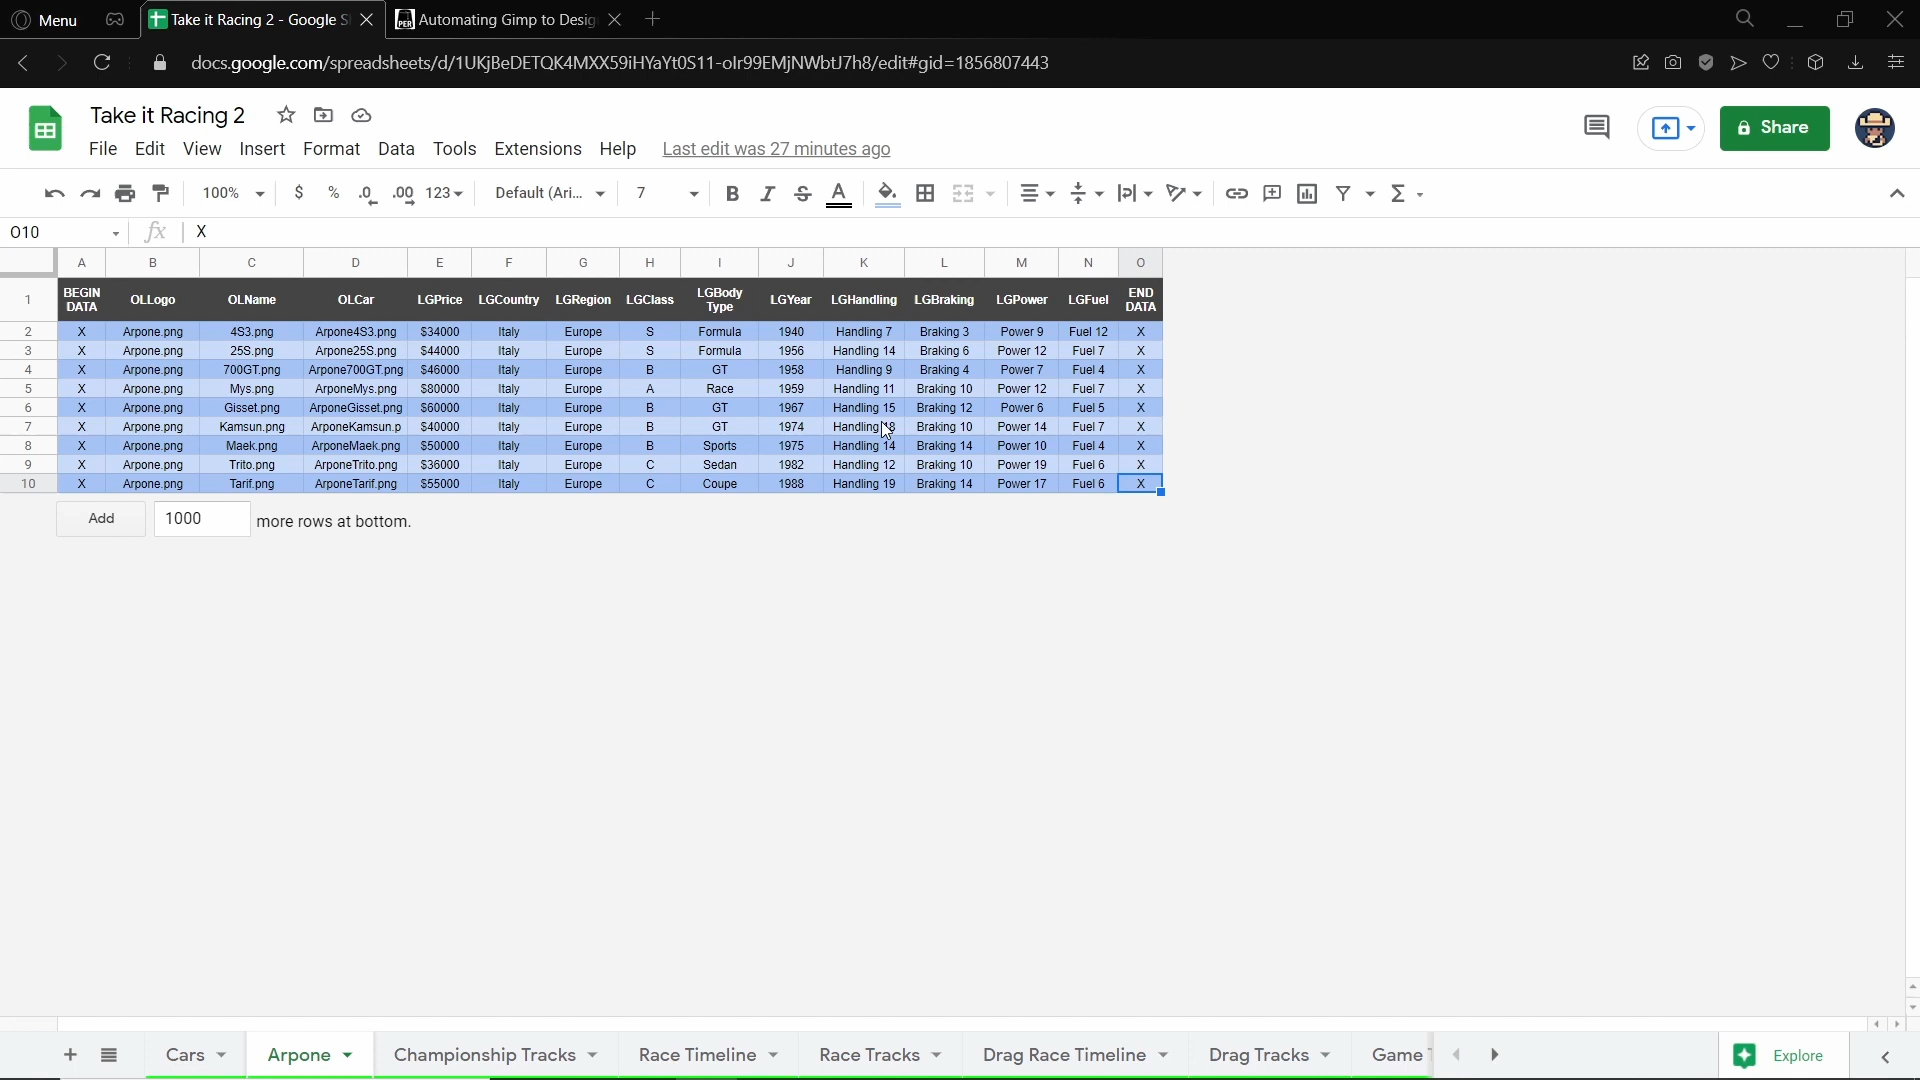 Menu
Take it Racing 2 - Google S
PER Automating Gimp to Desig
docs.google.com/spreadsheets/d/1UKjBeDETQK4MXX59iHYaYt0S11-olr99EMjNWbtJ7h8/edit#gid=1856807443
Take it Racing 2
Share
File Edit View Insert Format Data Tools Extensions Help Last edit was 27 minutes ago
100% $ % .0 .00 123 Default (Ari... 7 B I S A
O10 fx X
A B C D E F G H I J K L M N O
1 BEGIN DATA OLLogo OLName OLCar LGPrice LGCountry LGRegion LGClass LGBody Type LGYear LGHandling LGBraking LGPower LGFuel END DATA
2 X Arpone.png 4S3.png Arpone4S3.png $34000 Italy Europe S Formula 1940 Handling 7 Braking 3 Power 9 Fuel 12 X
3 X Arpone.png 25S.png Arpone25S.png $44000 Italy Europe S Formula 1956 Handling 14 Braking 6 Power 12 Fuel 7 X
4 X Arpone.png 700GT.png Arpone700GT.png $46000 Italy Europe B GT 1958 Handling 9 Braking 4 Power 7 Fuel 4 X
5 X Arpone.png Mys.png ArponeMys.png $80000 Italy Europe A Race 1959 Handling 11 Braking 10 Power 12 Fuel 7 X
6 X Arpone.png Gisset.png ArponeGisset.png $60000 Italy Europe B GT 1967 Handling 15 Braking 12 Power 6 Fuel 5 X
7 X Arpone.png Kamsun.png ArponeKamsun.p $40000 Italy Europe B GT 1974 Handling 18 Braking 10 Power 14 Fuel 7 X
8 X Arpone.png Maek.png ArponeMaek.png $50000 Italy Europe B Sports 1975 Handling 14 Braking 14 Power 10 Fuel 4 X
9 X Arpone.png Trito.png ArponeTrito.png $36000 Italy Europe C Sedan 1982 Handling 12 Braking 10 Power 19 Fuel 6 X
10 X Arpone.png Tarif.png ArponeTarif.png $55000 Italy Europe C Coupe 1988 Handling 19 Braking 14 Power 17 Fuel 6 X
Add 1000 more rows at bottom.
Cars Arpone Championship Tracks Race Timeline Race Tracks Drag Race Timeline Drag Tracks Game Explore